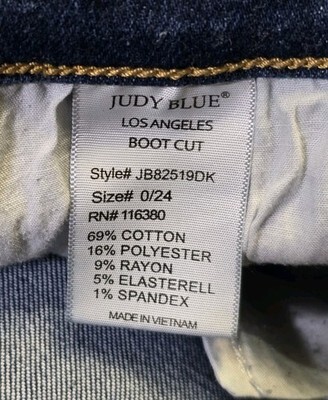 JUDY BLUE®
LOS ANGELES
BOOT CUT
Style# JB82519DK
Size# 0/24
RN# 116380
69% COTTON
16% POLYESTER
9% RAYON
5% ELASTERELL
1% SPANDEX
MADE IN VIETNAM